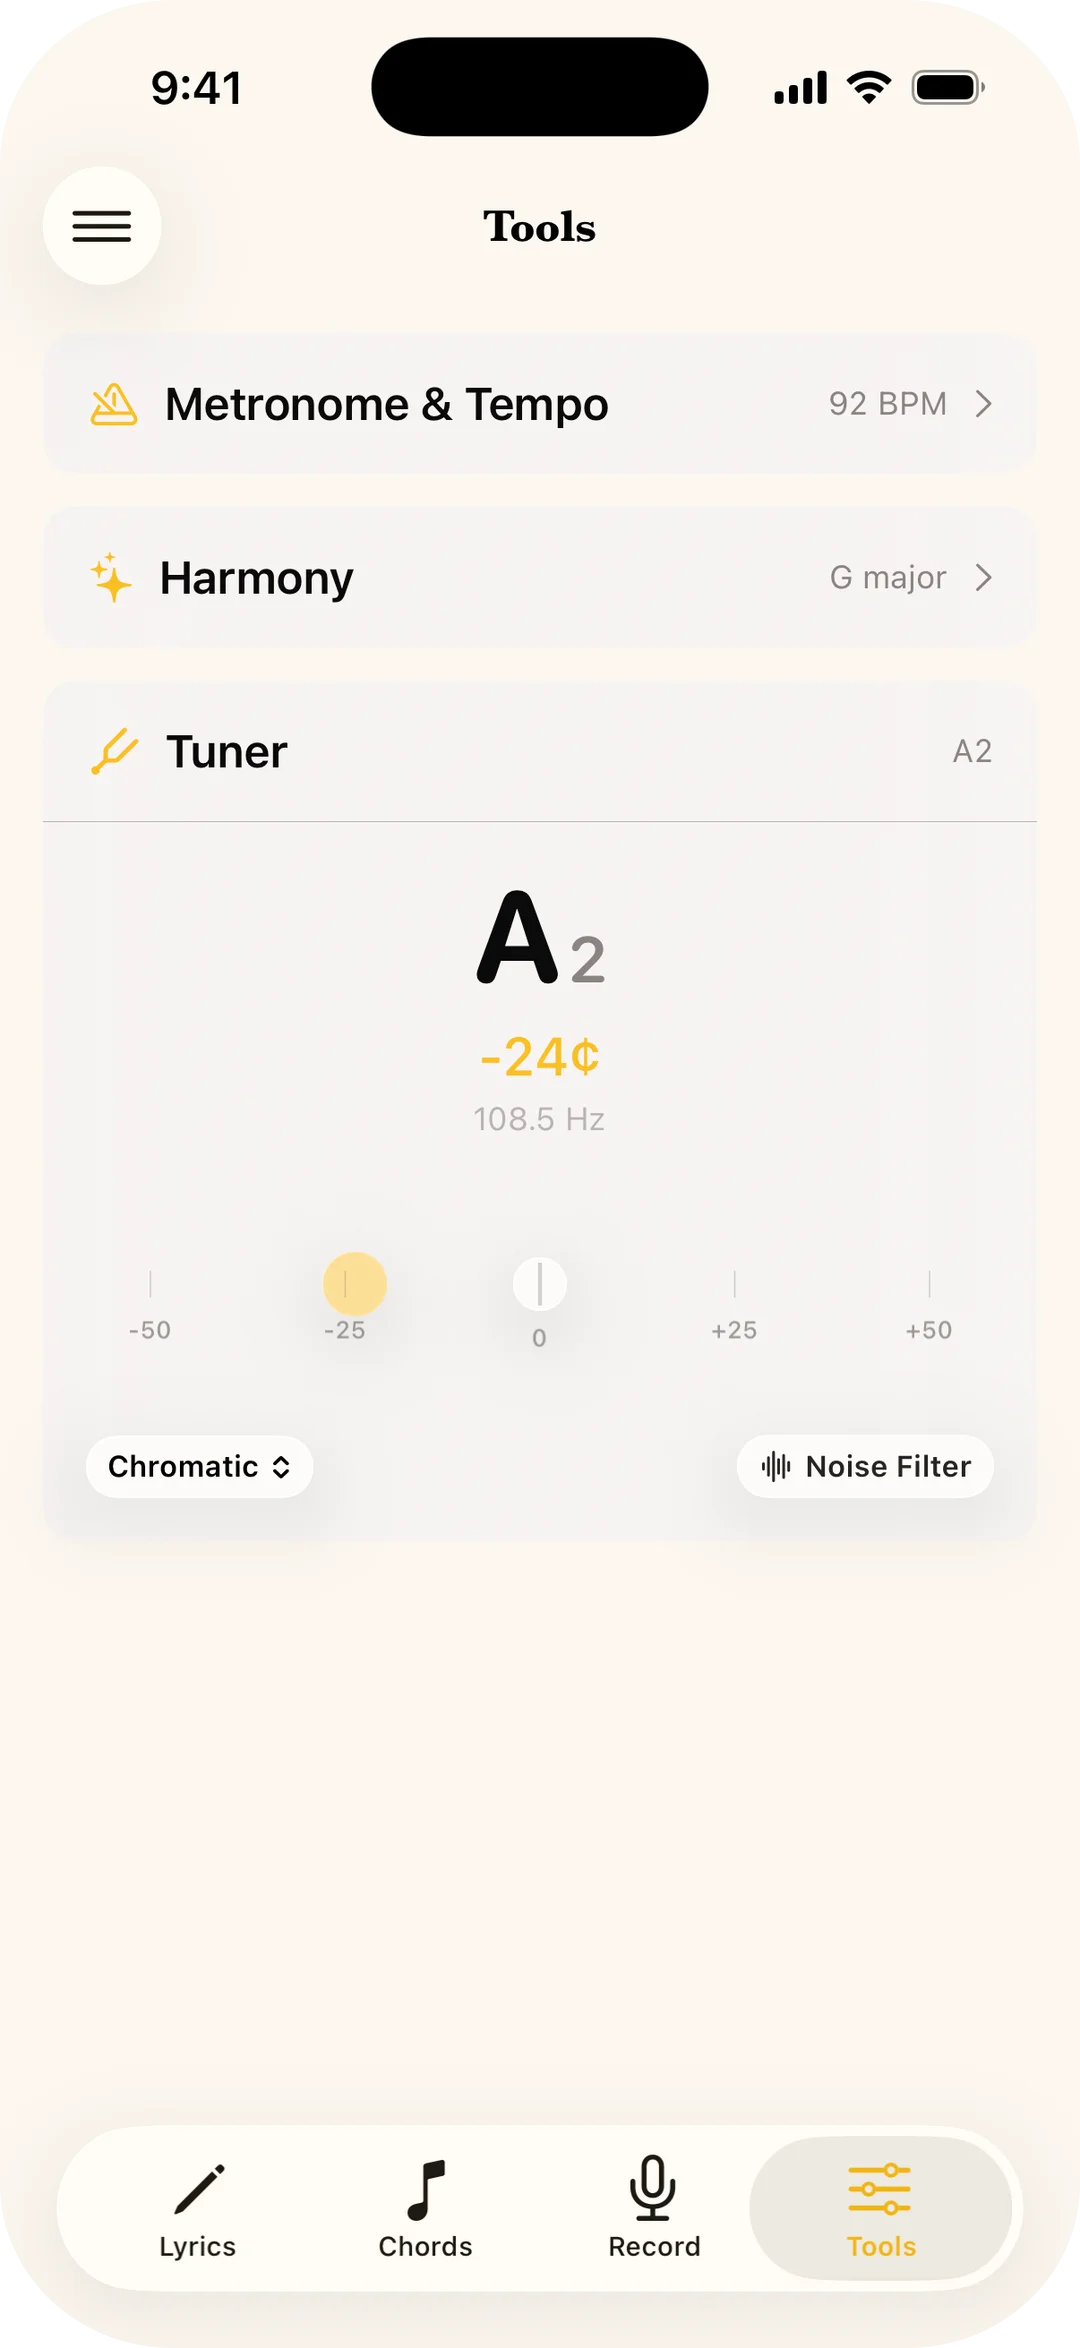 9:41
Tools
Metronome & Tempo 92 BPM
Harmony G major
Tuner A2
A2
-24¢
108.5 Hz
-50 -25 0 +25 +50
Chromatic Noise Filter
Lyrics Chords Record Tools